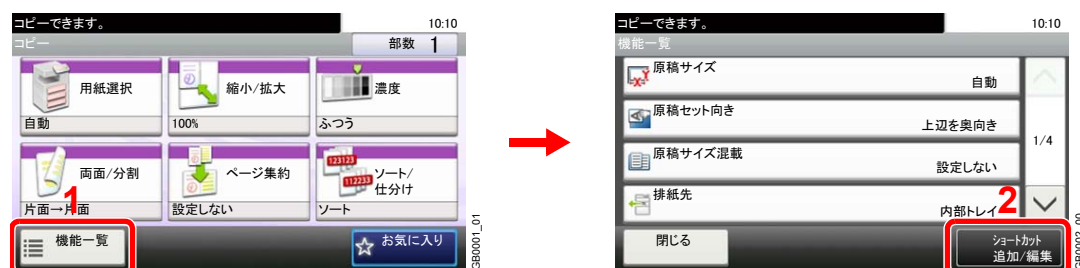 コピーできます。
10:10
コピー
部数 1
用紙選択
自動
縮小/拡大
100%
濃度
ふつう
両面/分割
片面→片面
ページ集約
設定しない
123123
112233
ソート/
仕分け
ソート
1
機能一覧
お気に入り
GB0001_01
コピーできます。
10:10
機能一覧
原稿サイズ
自動
原稿セット向き
上辺を奥向き
原稿サイズ混載
設定しない
排紙先
内部トレイ
1/4
2
閉じる
ショートカット
追加/編集